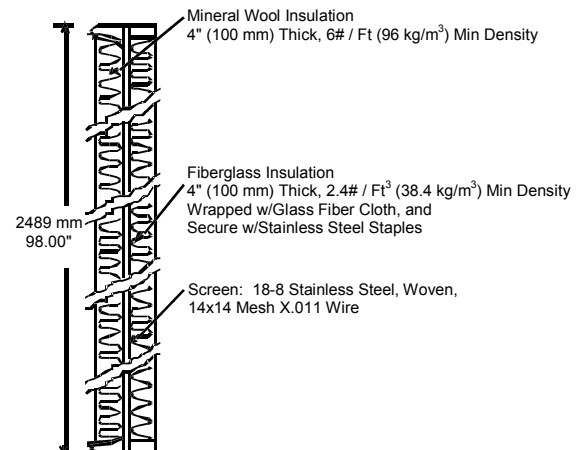 Mineral Wool Insulation
4" (100 mm) Thick, 6# / Ft (96 kg/m³) Min Density
Fiberglass Insulation
4" (100 mm) Thick, 2.4# / Ft³ (38.4 kg/m³) Min Density
Wrapped w/Glass Fiber Cloth, and
Secure w/Stainless Steel Staples
2489 mm
98.00"
Screen: 18-8 Stainless Steel, Woven,
14x14 Mesh X.011 Wire